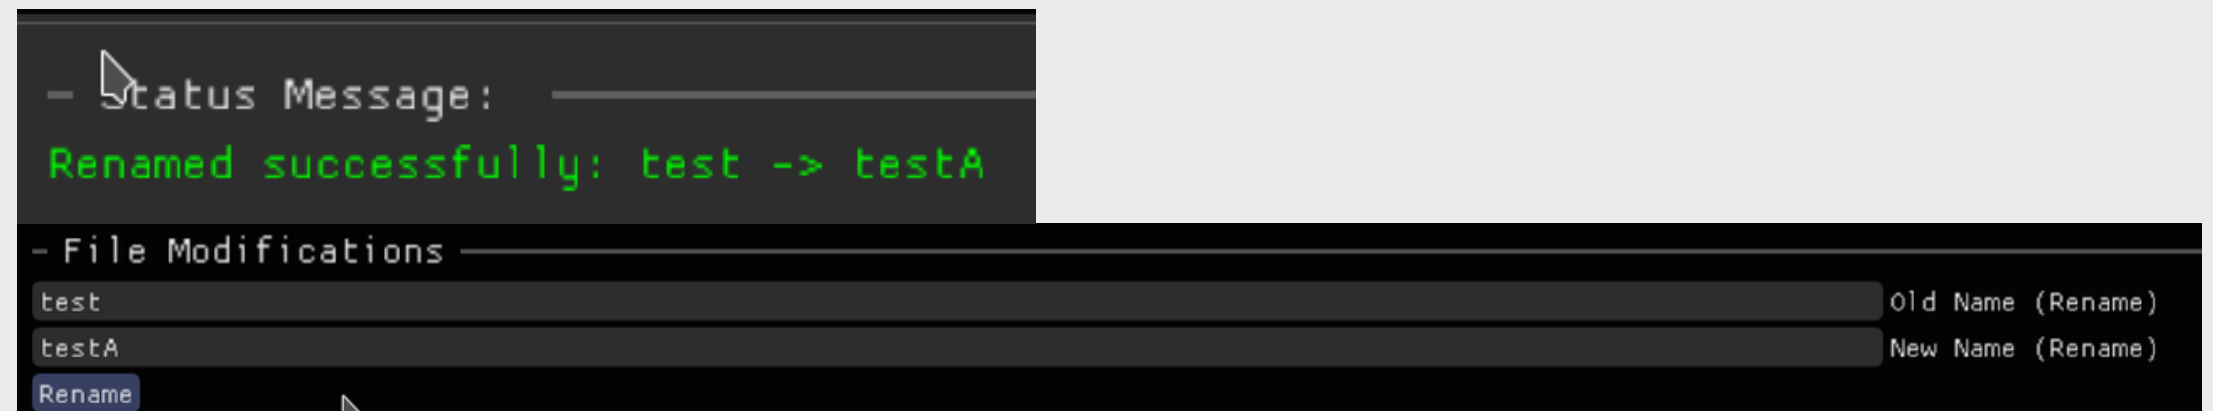 Status Message:
Renamed successfully: test -> testA
File Modifications
test Old Name (Rename)
testA New Name (Rename)
Rename